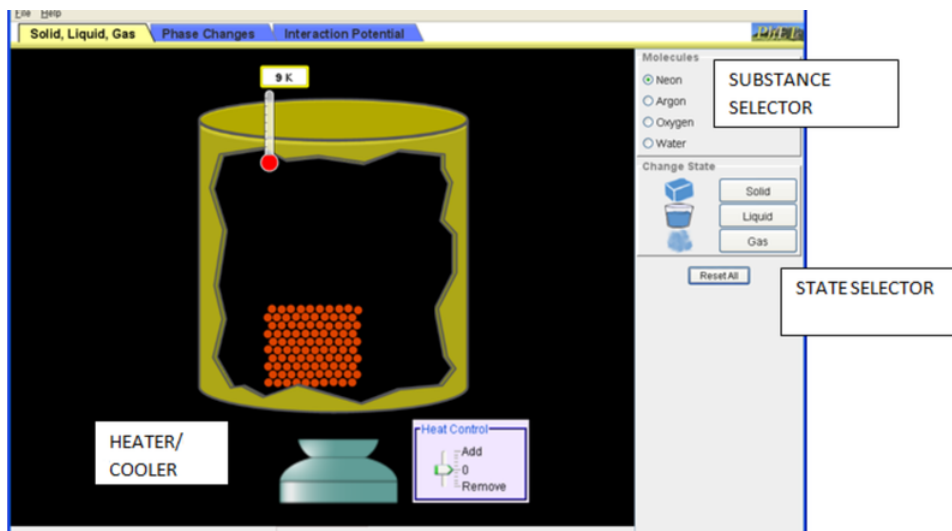 File Help
Solid, Liquid, Gas Phase Changes Interaction Potential PhET
Molecules
Neon
Argon
Oxygen
Water
SUBSTANCE
SELECTOR
9 K
Change State
Solid
Liquid
Gas
Reset All
STATE SELECTOR
HEATER/
COOLER
Heat Control
Add
0
Remove